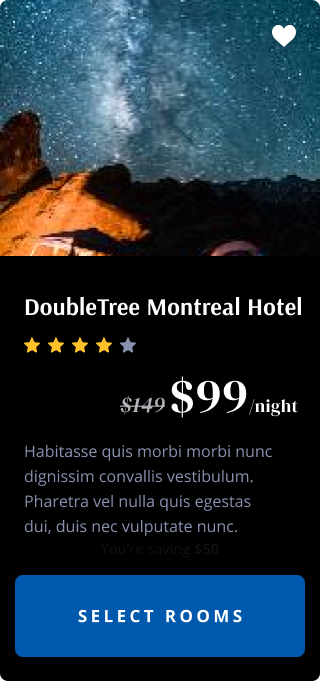 DoubleTree Montreal Hotel
$149 $99/night
Habitasse quis morbi morbi nunc
dignissim convallis vestibulum.
Pharetra vel nulla quis egestas
dui, duis nec vulputate nunc.
You're saving $50
SELECT ROOMS